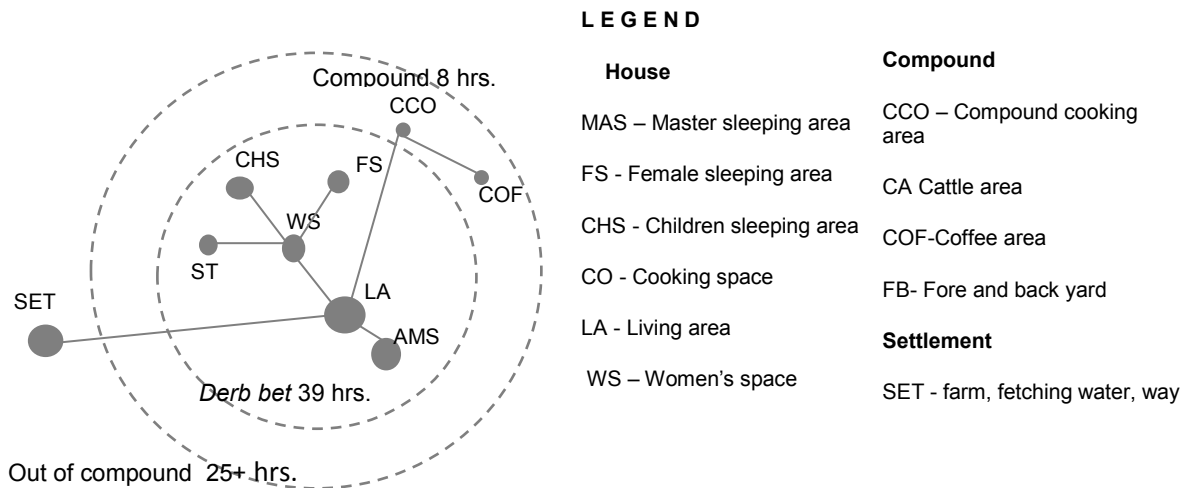 Compound 8 hrs.
CCO
CHS
FS
COF
WS
ST
SET
LA
AMS
Derb bet 39 hrs.
Out of compound 25+ hrs.
L E G E N D
House
MAS – Master sleeping area
FS - Female sleeping area
CHS - Children sleeping area
CO - Cooking space
LA - Living area
WS – Women’s space
Compound
CCO – Compound cooking
area
CA Cattle area
COF-Coffee area
FB- Fore and back yard
Settlement
SET - farm, fetching water, way